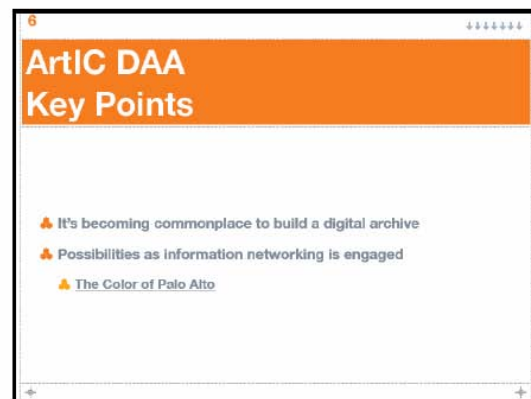 6
ArtIC DAA
Key Points
It's becoming commonplace to build a digital archive
Possibilities as information networking is engaged
The Color of Palo Alto